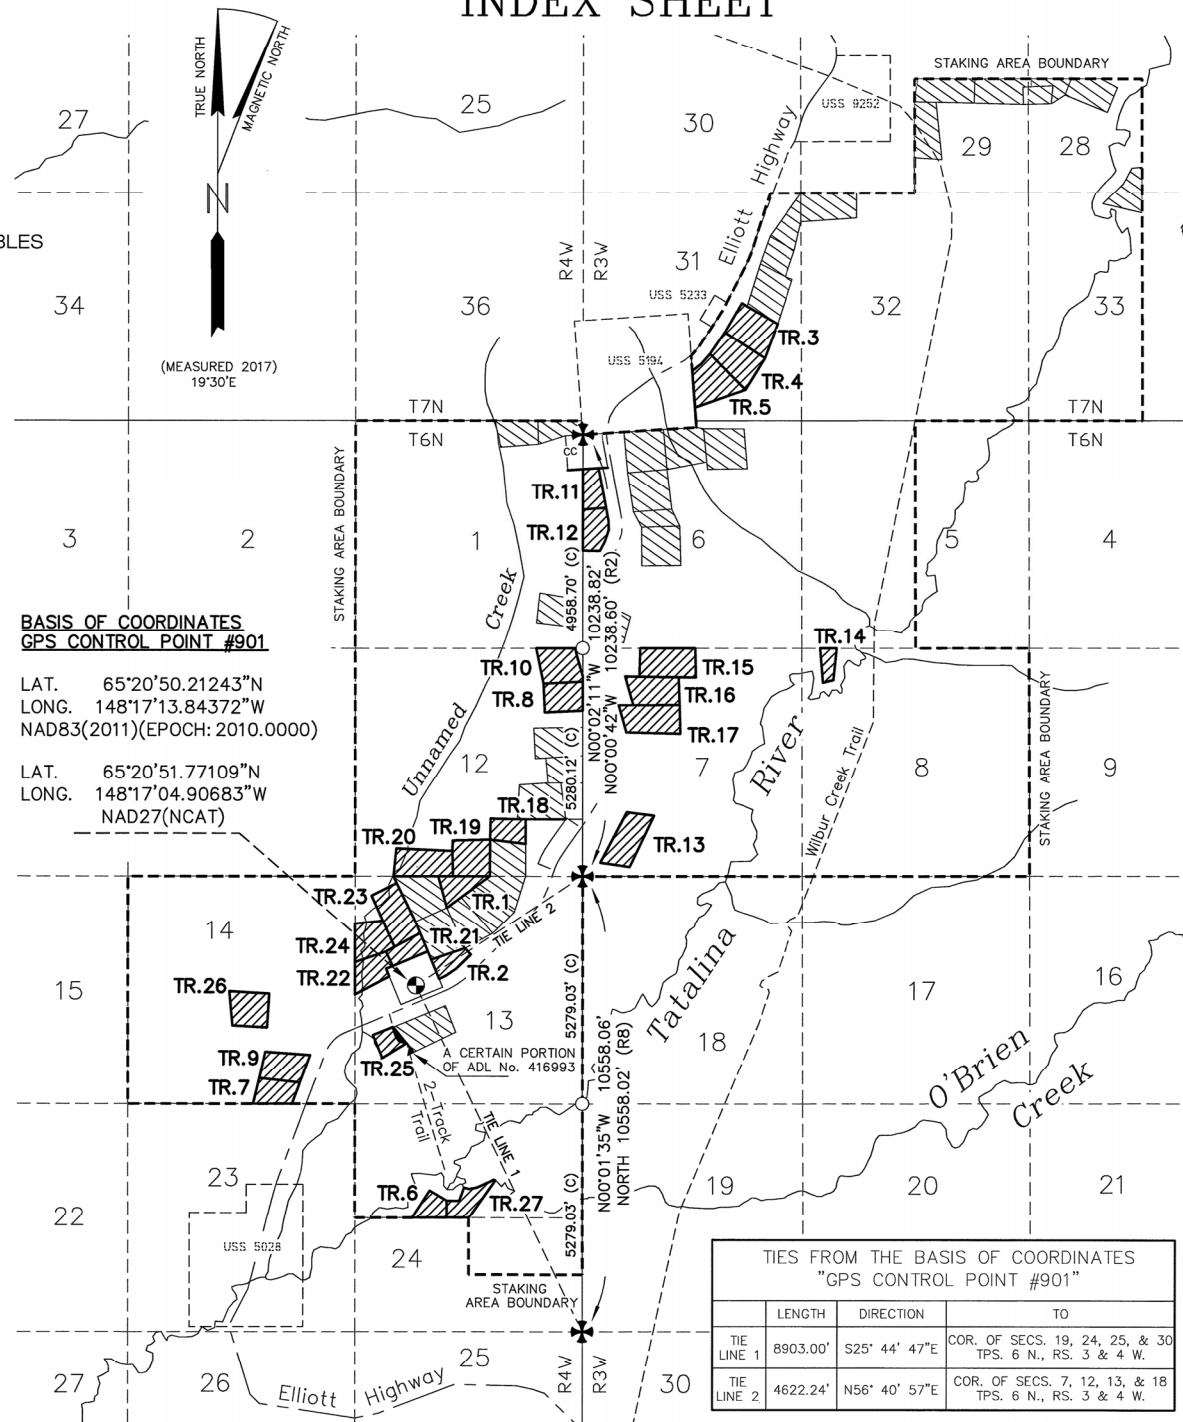 INDEX SHEET
TRUE NORTH
MAGNETIC NORTH
N
(MEASURED 2017)
19°30'E
BLES
STAKING AREA BOUNDARY
27
25
30
29
28
USS 9252
Elliott Highway
34
36
R4W
R3W
31
USS 5233
32
33
USS 5194
TR.3
TR.4
TR.5
T7N
T6N
T7N
T6N
CC
STAKING AREA BOUNDARY
TR.11
TR.12
3
2
1
6
5
4
Unnamed Creek
4958.70' (C)
N00°02'11"W 10238.82'
N00°00'42"W 10238.60' (R2)
BASIS OF COORDINATES
GPS CONTROL POINT #901
LAT. 65°20'50.21243"N
LONG. 148°17'13.84372"W
NAD83(2011)(EPOCH: 2010.0000)
LAT. 65°20'51.77109"N
LONG. 148°17'04.90683"W
NAD27(NCAT)
TR.14
TR.10
TR.8
TR.15
TR.16
TR.17
12
7
8
9
5280.12' (C)
Wilbur Creek Trail
STAKING AREA BOUNDARY
TR.18
TR.19
TR.20
TR.13
TR.23
TR.1
TR.21
TIE LINE 2
TR.24
TR.22
TR.2
14
15
TR.26
13
Tatalina River
16
17
18
5279.03' (C)
N00°01'35"W 10558.06'
NORTH 10558.02' (R8)
TR.9
TR.7
TR.25
A CERTAIN PORTION
OF ADL No. 416993
2-Track
Trail
TIE LINE 1
O'Brien Creek
23
TR.6
TR.27
19
20
21
22
5279.03' (C)
USS 5028
24
STAKING
AREA BOUNDARY
TIES FROM THE BASIS OF COORDINATES
"GPS CONTROL POINT #901"
LENGTH DIRECTION TO
TIE LINE 1 8903.00' S25° 44' 47"E COR. OF SECS. 19, 24, 25, & 30
TPS. 6 N., RS. 3 & 4 W.
TIE LINE 2 4622.24' N56° 40' 57"E COR. OF SECS. 7, 12, 13, & 18
TPS. 6 N., RS. 3 & 4 W.
27
26
Elliott Highway
25
R4W
R3W
30